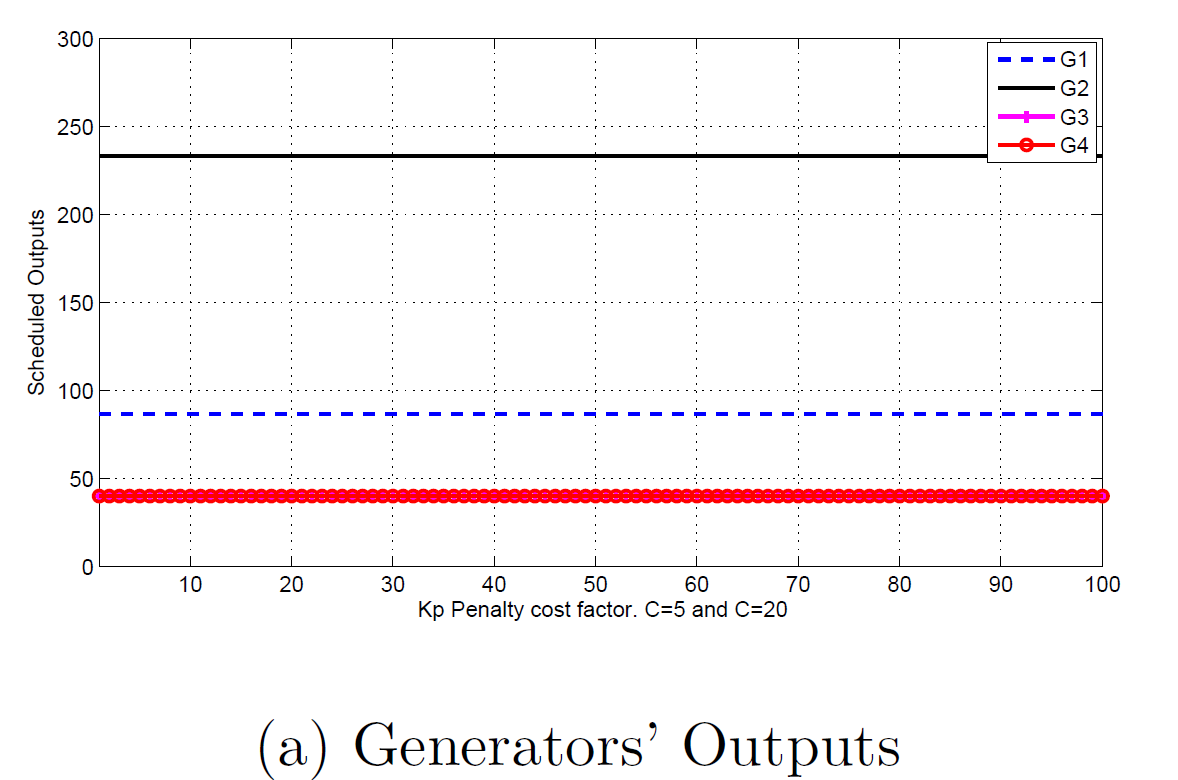 300
250
200
150
100
50
0
Scheduled Outputs
G1
G2
G3
G4
10 20 30 40 50 60 70 80 90 100
Kp Penalty cost factor. C=5 and C=20
(a) Generators’ Outputs